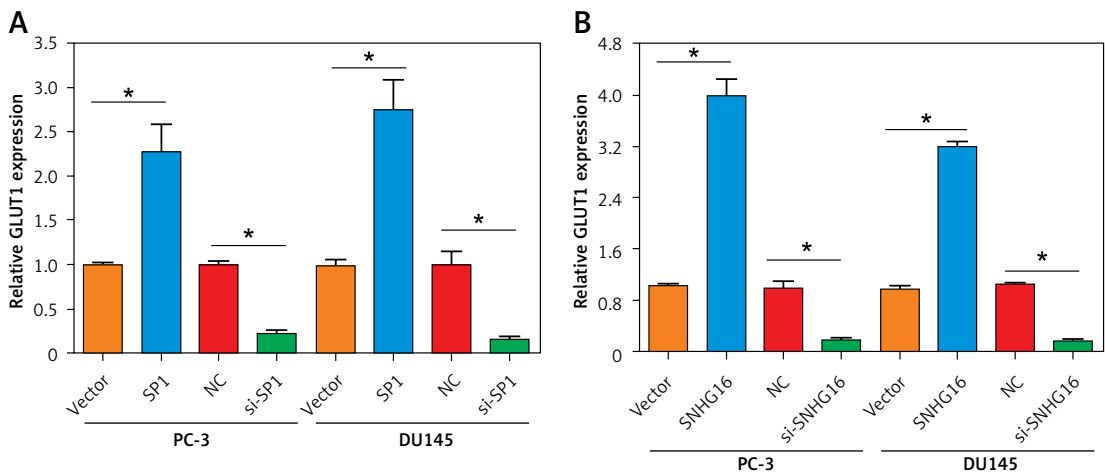 A
Relative GLUT1 expression
3.5
3.0
2.5
2.0
1.5
1.0
0.5
0
*
*
*
*
Vector
SP1
NC
si-SP1
Vector
SP1
NC
si-SP1
PC-3
DU145
B
Relative GLUT1 expression
4.8
4.0
3.2
2.4
1.6
0.8
0
*
*
*
*
Vector
SNHG16
NC
si-SNHG16
Vector
SNHG16
NC
si-SNHG16
PC-3
DU145